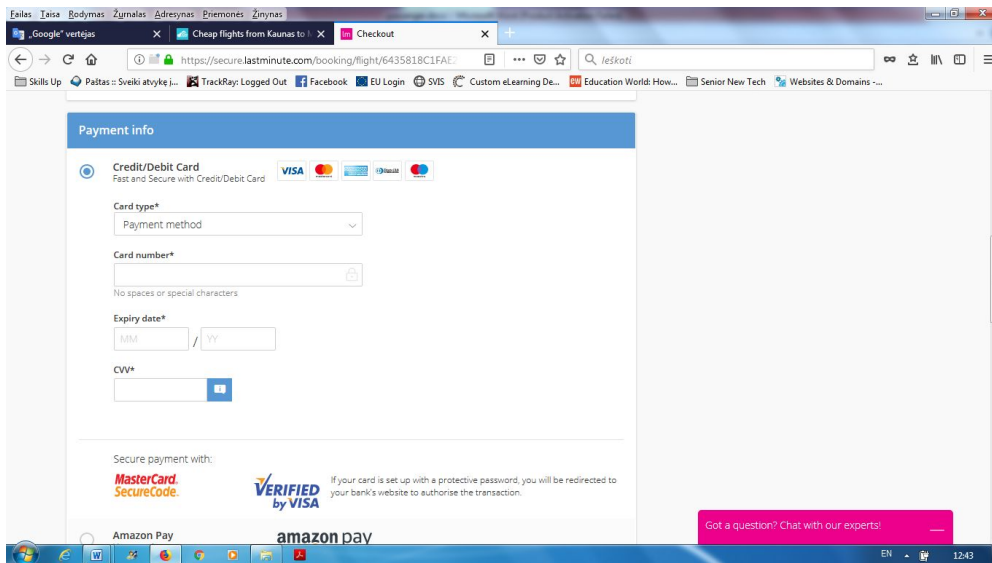 Failas Taisa Rodymas Žurnalas Adresynas Priemonės Žinynas
„Google“ vertėjas
Cheap flights from Kaunas to
Checkout
https://secure.lastminute.com/booking/flight/6435818C1FAE
Ieškoti
Skills Up Paštas :: Sveiki atvykę į... TrackRay: Logged Out Facebook EU Login SVIS Custom eLearning De... Education World: How... Senior New Tech Websites & Domains -...
Payment info
Credit/Debit Card
Fast and Secure with Credit/Debit Card
VISA
Card type*
Payment method
Card number*
No spaces or special characters
Expiry date*
MM / YY
CVV*
Secure payment with:
MasterCard.
SecureCode.
VERIFIED
by VISA
If your card is set up with a protective password, you will be redirected to
your bank's website to authorise the transaction.
Amazon Pay
amazon pay
Got a question? Chat with our experts!
EN
12:43